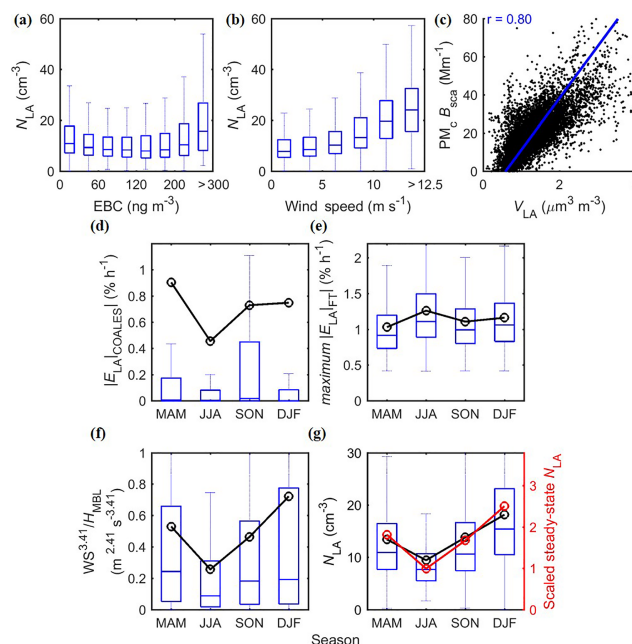 (a)
N_LA (cm⁻³)
60
40
20
0
0 60 100 200 >300
EBC (ng m⁻³)
(b)
N_LA (cm⁻³)
60
40
20
0
0 5 10 >12.5
Wind speed (m s⁻¹)
(c)
r = 0.80
PM_c B_sca (Mm⁻¹)
80
60
40
20
0
2 4
V_LA (μm³ m⁻³)
(d)
|E_LA|_COALES| (% h⁻¹)
1
0.8
0.6
0.4
0.2
0
MAM JJA SON DJF
(e)
maximum |E_LA|_FT| (% h⁻¹)
2
1.5
1
0.5
0
MAM JJA SON DJF
(f)
WS^3.41/H_MBL
(m^2.41 s^-3.41)
1
0.8
0.6
0.4
0.2
0
MAM JJA SON DJF
(g)
N_LA (cm⁻³)
30
20
10
0
MAM JJA SON DJF
3
2
1
0
Scaled steady-state N_LA
Season